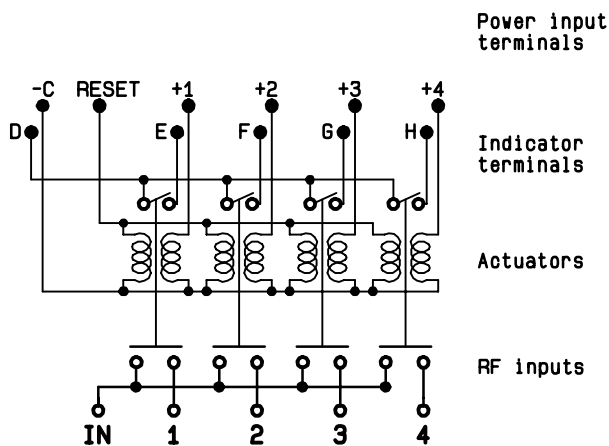 Power input
terminals
-C RESET +1 +2 +3 +4
D E F G H
Indicator
terminals
Actuators
RF inputs
IN 1 2 3 4